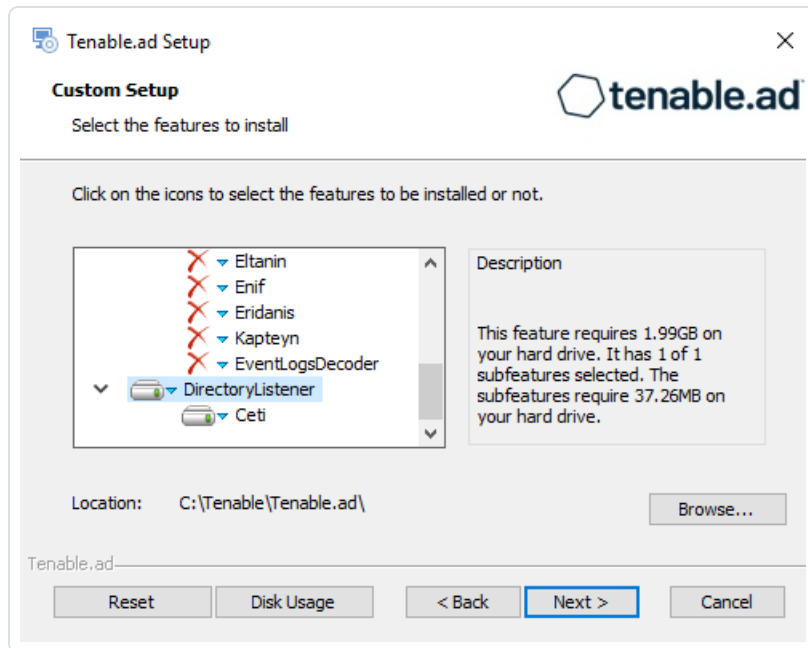 Tenable.ad Setup
Custom Setup
tenable.ad
Select the features to install
Click on the icons to select the features to be installed or not.
Eltanin
Enif
Eridanis
Kapteyn
EventLogsDecoder
DirectoryListener
Ceti
Description
This feature requires 1.99GB on
your hard drive. It has 1 of 1
subfeatures selected. The
subfeatures require 37.26MB on
your hard drive.
Location: C:\Tenable\Tenable.ad\
Browse...
Tenable.ad
Reset Disk Usage < Back Next > Cancel